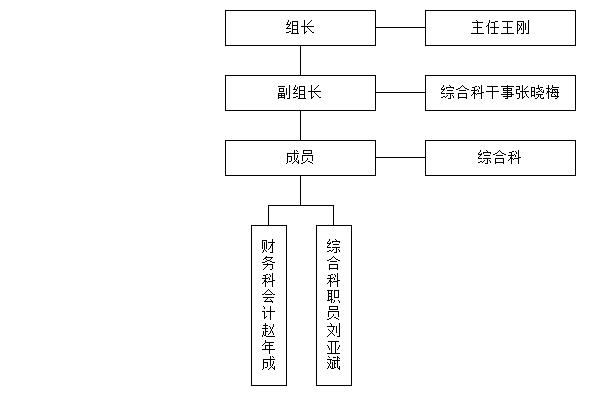 组长
主任王刚
副组长
综合科干事张晓梅
成员
综合科
财务科会计赵年成
综合科职员刘亚斌